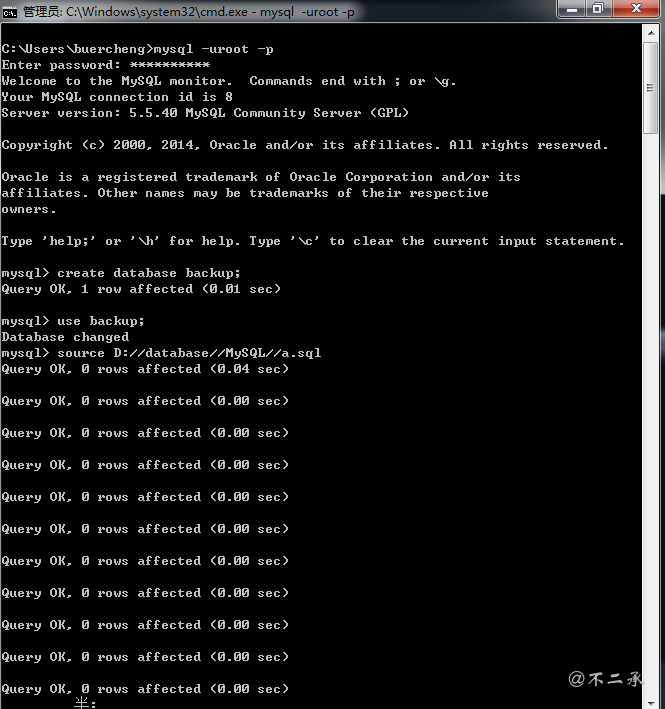 管理员: C:\Windows\system32\cmd.exe - mysql -uroot -p
C:\Users\buercheng>mysql -uroot -p
Enter password: **********
Welcome to the MySQL monitor.  Commands end with ; or \g.
Your MySQL connection id is 8
Server version: 5.5.40 MySQL Community Server (GPL)
Copyright (c) 2000, 2014, Oracle and/or its affiliates. All rights reserved.
Oracle is a registered trademark of Oracle Corporation and/or its
affiliates. Other names may be trademarks of their respective
owners.
Type 'help;' or '\h' for help. Type '\c' to clear the current input statement.
mysql> create database backup;
Query OK, 1 row affected (0.01 sec)
mysql> use backup;
Database changed
mysql> source D://database//MySQL//a.sql
Query OK, 0 rows affected (0.04 sec)
Query OK, 0 rows affected (0.00 sec)
Query OK, 0 rows affected (0.00 sec)
Query OK, 0 rows affected (0.00 sec)
Query OK, 0 rows affected (0.00 sec)
Query OK, 0 rows affected (0.00 sec)
Query OK, 0 rows affected (0.00 sec)
Query OK, 0 rows affected (0.00 sec)
Query OK, 0 rows affected (0.00 sec)
Query OK, 0 rows affected (0.00 sec)
@不二承
Query OK, 0 rows affected (0.00 sec)
半: